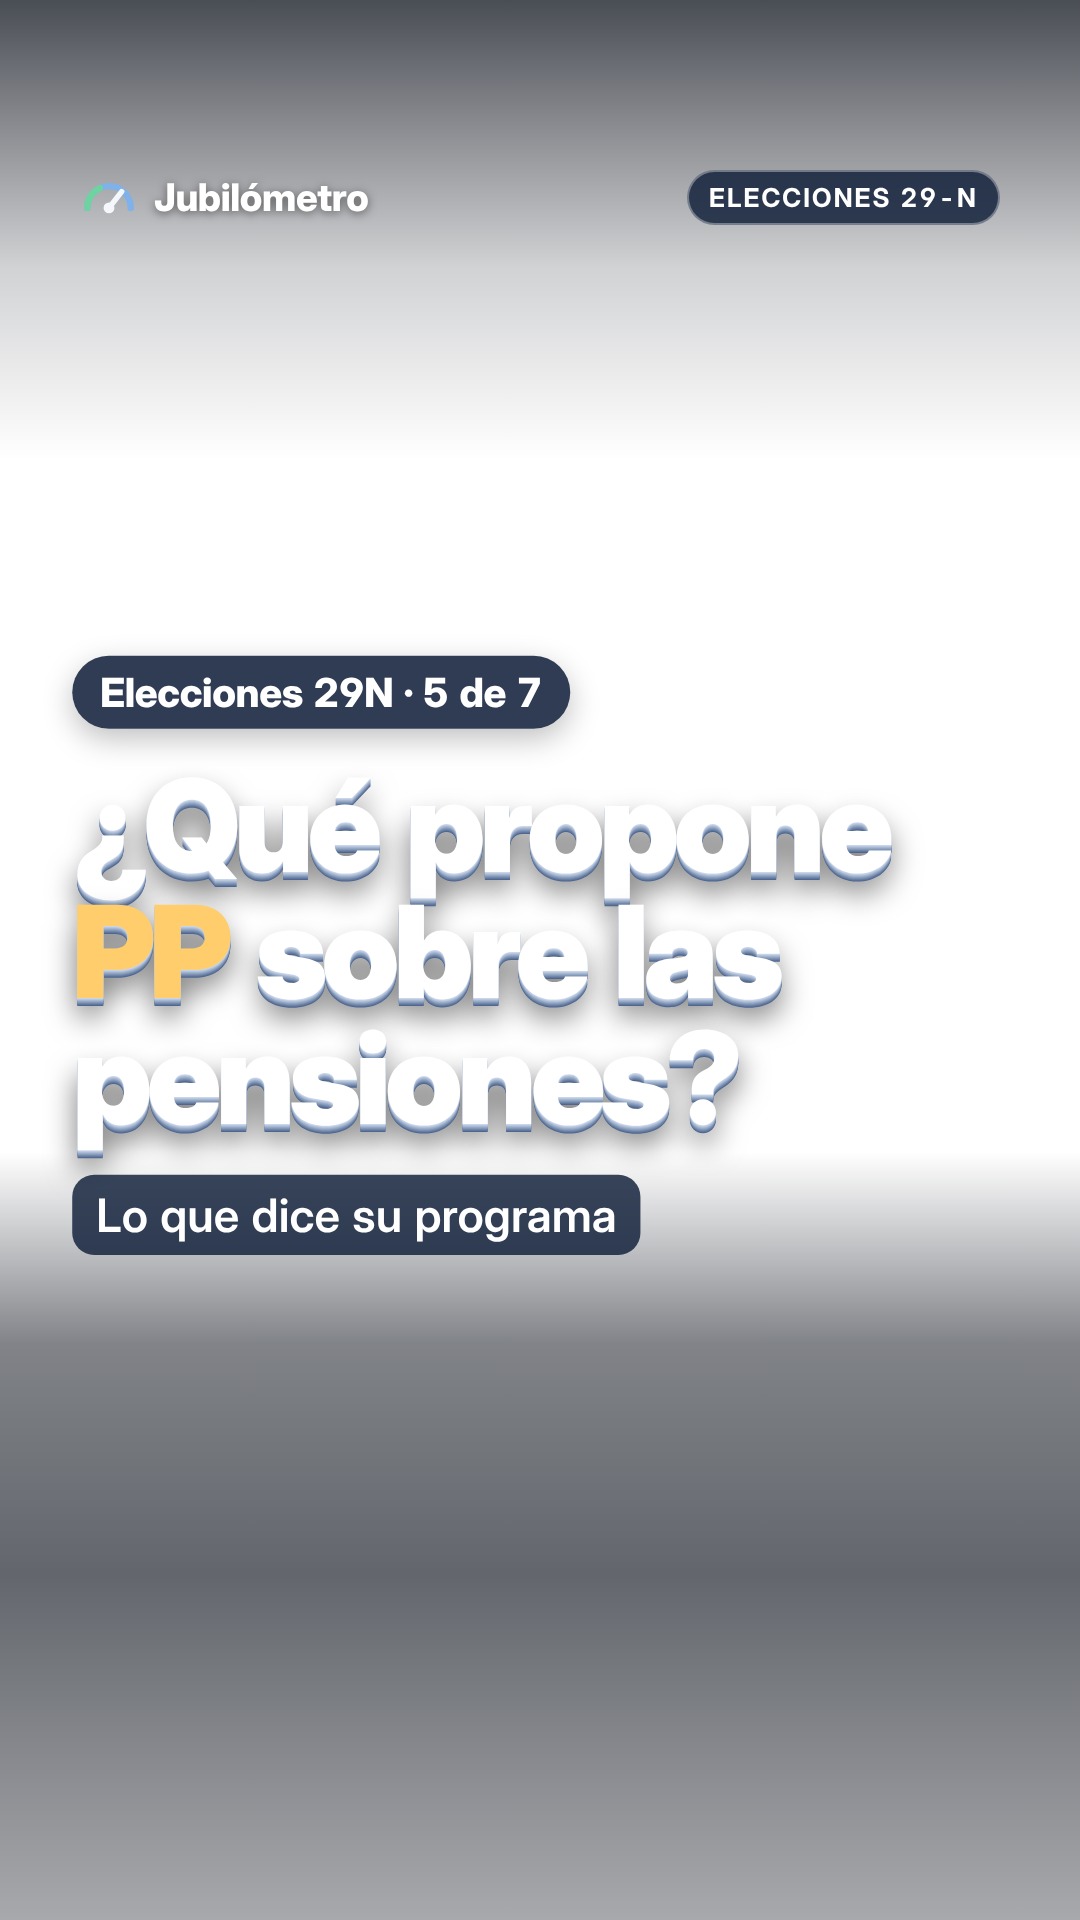 Jubilómetro
ELECCIONES 29-N
Elecciones 29N · 5 de 7
¿Qué propone
PP sobre las
pensiones?
Lo que dice su programa